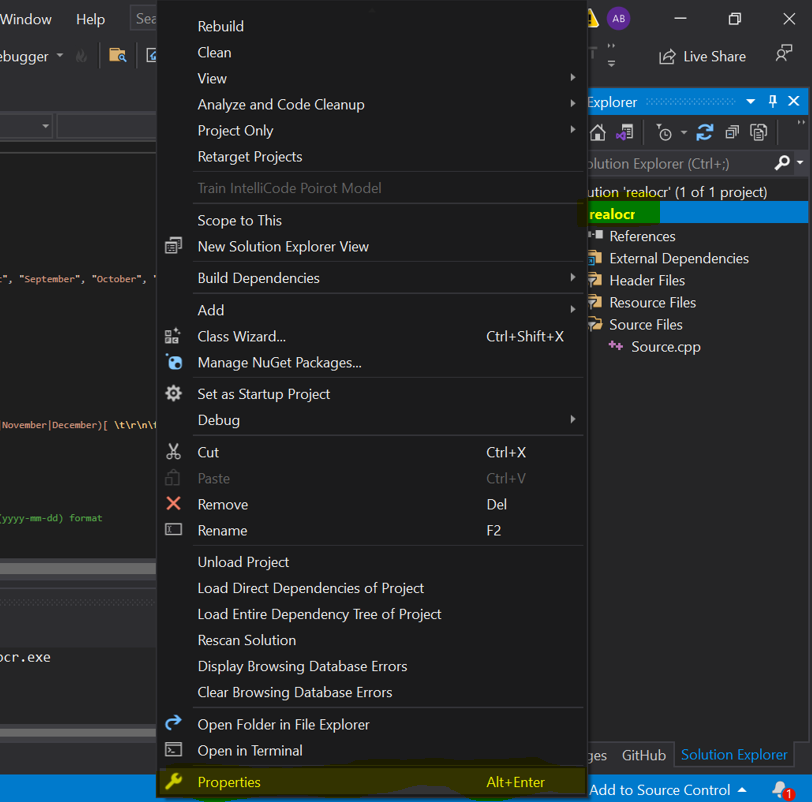 Window Help Sea
AB
ebugger
Live Share
Rebuild
Clean
View
Analyze and Code Cleanup
Project Only
Retarget Projects
Train IntelliCode Poirot Model
Scope to This
New Solution Explorer View
Build Dependencies
Add
Class Wizard... Ctrl+Shift+X
Manage NuGet Packages...
Set as Startup Project
Debug
Cut Ctrl+X
Paste Ctrl+V
Remove Del
Rename F2
Unload Project
Load Direct Dependencies of Project
Load Entire Dependency Tree of Project
Rescan Solution
Display Browsing Database Errors
Clear Browsing Database Errors
Open Folder in File Explorer
Open in Terminal
Properties Alt+Enter
Explorer
olution Explorer (Ctrl+;)
ution 'realocr' (1 of 1 project)
realocr
References
External Dependencies
Header Files
Resource Files
Source Files
Source.cpp
", "September", "October", "
|November|December)[ \t\r\n\f
(yyyy-mm-dd) format
ocr.exe
ges GitHub Solution Explorer
Add to Source Control
1